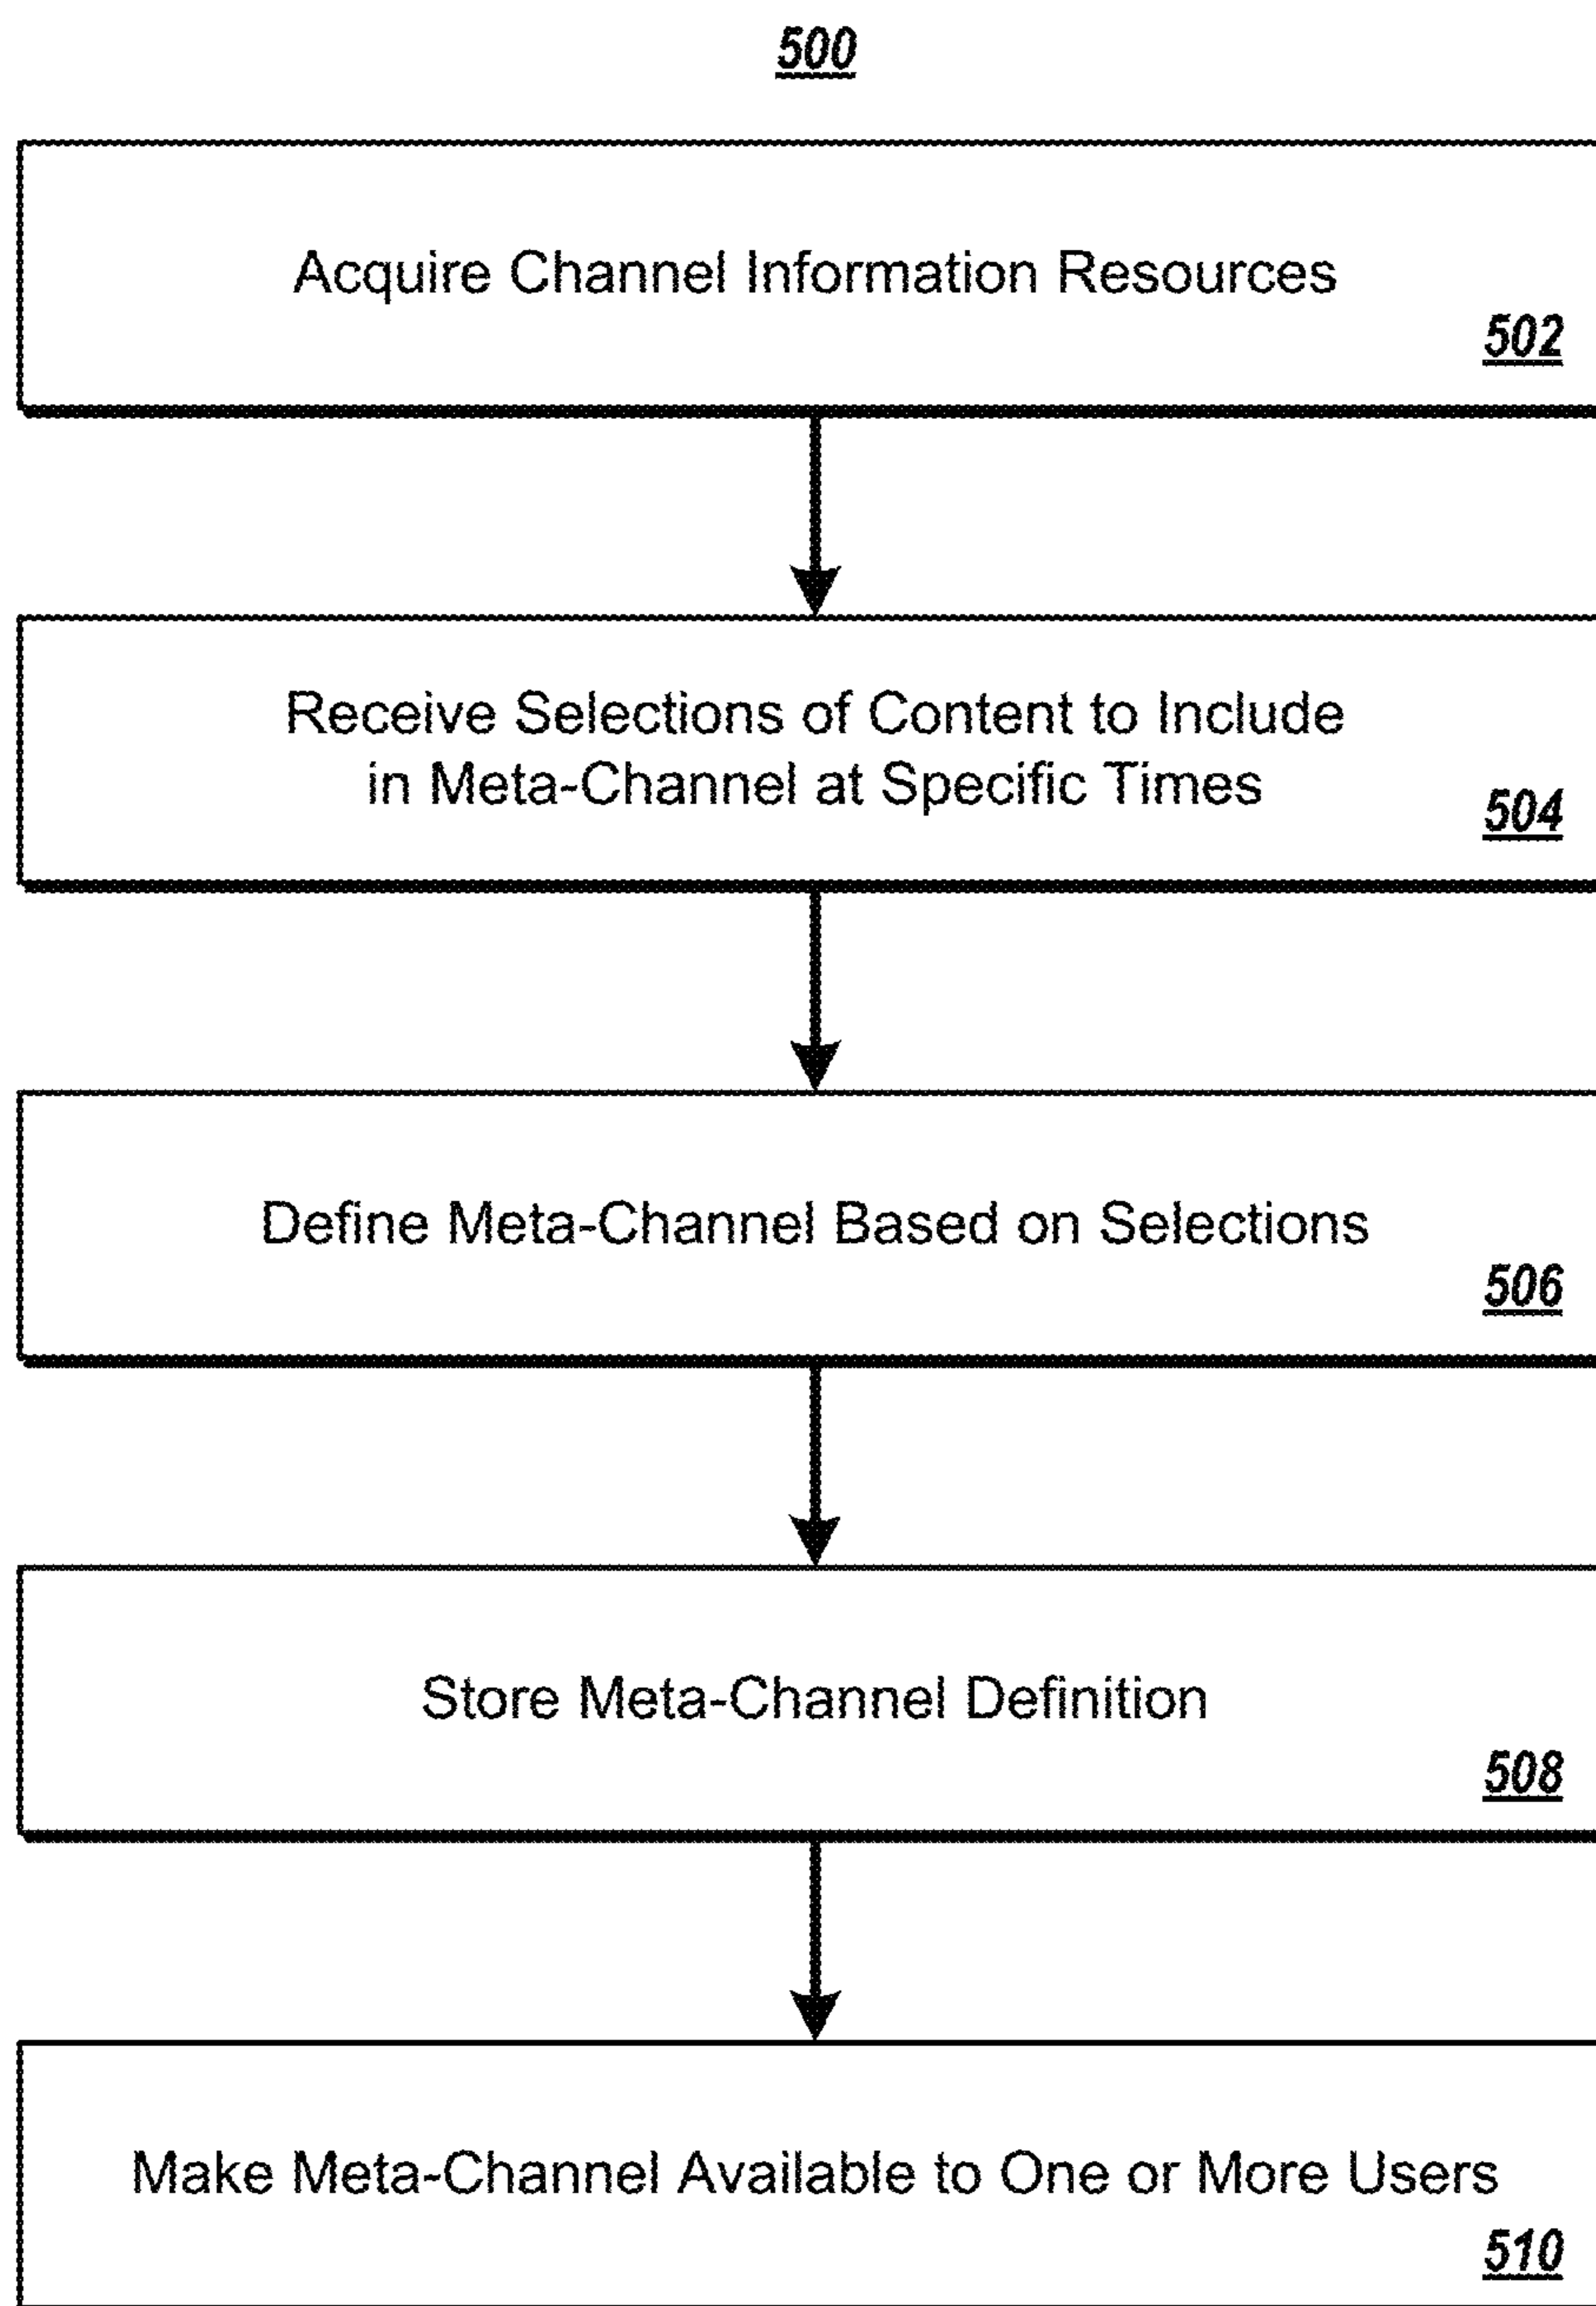 500
Acquire Channel Information Resources
502
Receive Selections of Content to Include
in Meta-Channel at Specific Times
504
Define Meta-Channel Based on Selections
506
Store Meta-Channel Definition
508
Make Meta-Channel Available to One or More Users
510